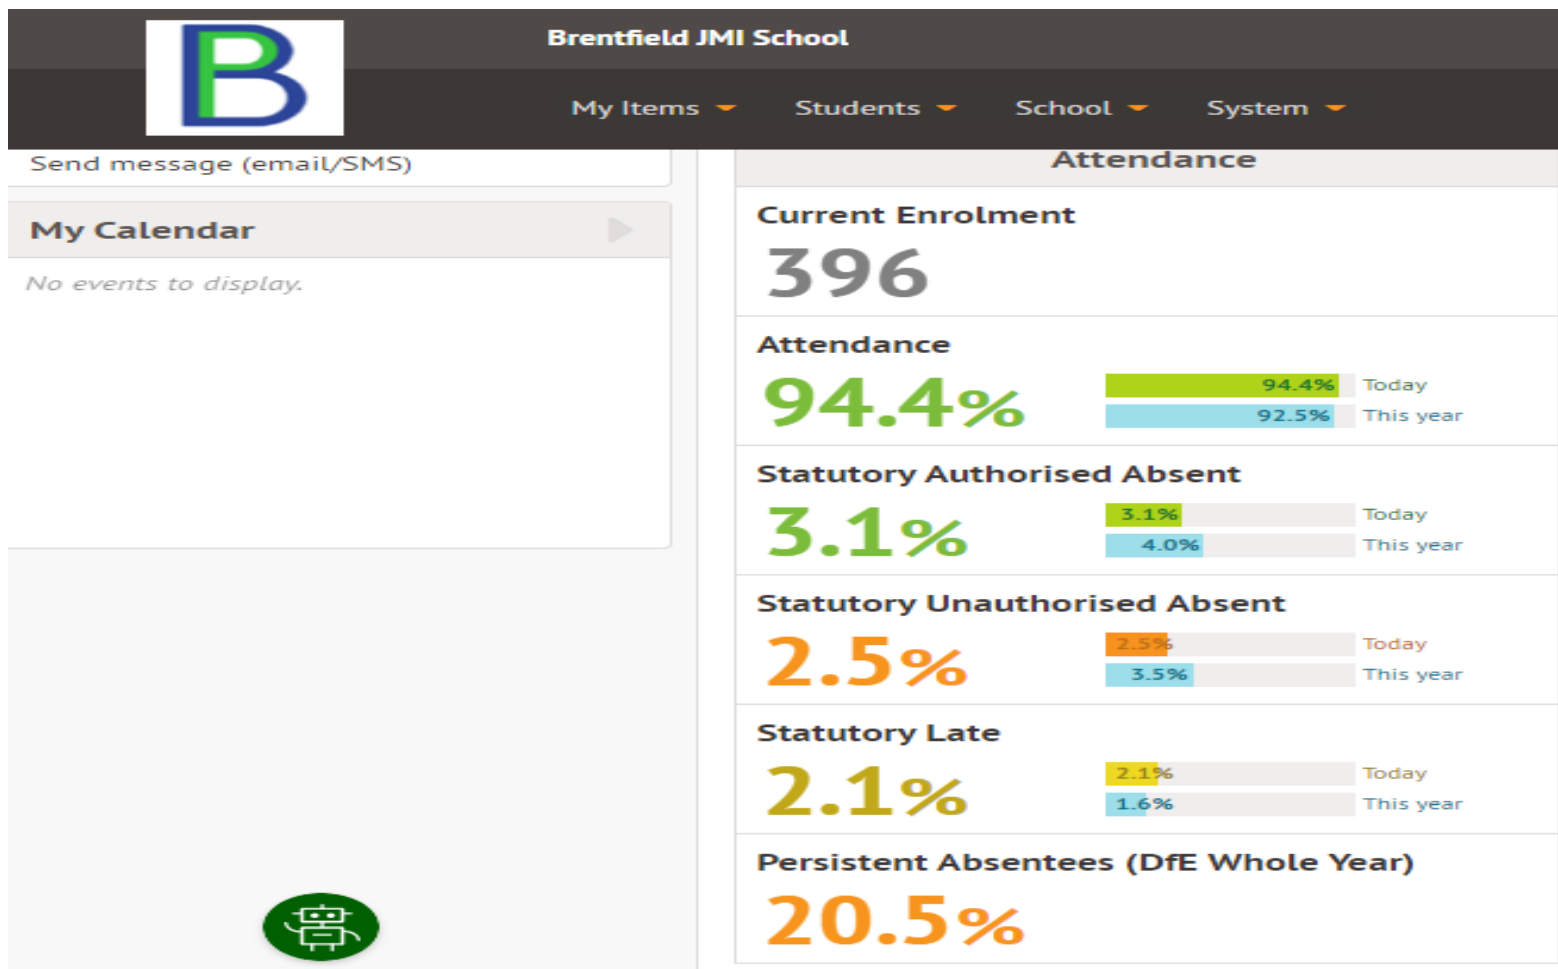 B
Brentfield JMI School
My Items Students School System
Send message (email/SMS)
My Calendar
No events to display.
Attendance
Current Enrolment
396
Attendance
94.4%
94.4% Today
92.5% This year
Statutory Authorised Absent
3.1%
3.1% Today
4.0% This year
Statutory Unauthorised Absent
2.5%
2.5% Today
3.5% This year
Statutory Late
2.1%
2.1% Today
1.6% This year
Persistent Absentees (DfE Whole Year)
20.5%